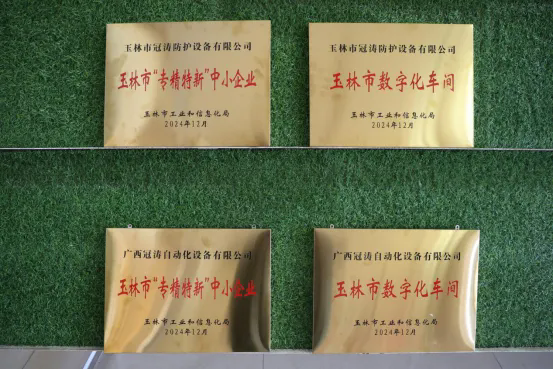 玉林市冠涛防护设备有限公司
玉林市“专精特新”中小企业
玉林市工业和信息化局
2024年12月
玉林市冠涛防护设备有限公司
玉林市数字化车间
玉林市工业和信息化局
2024年12月
广西冠涛自动化设备有限公司
玉林市“专精特新”中小企业
玉林市工业和信息化局
2024年12月
广西冠涛自动化设备有限公司
玉林市数字化车间
玉林市工业和信息化局
2024年12月